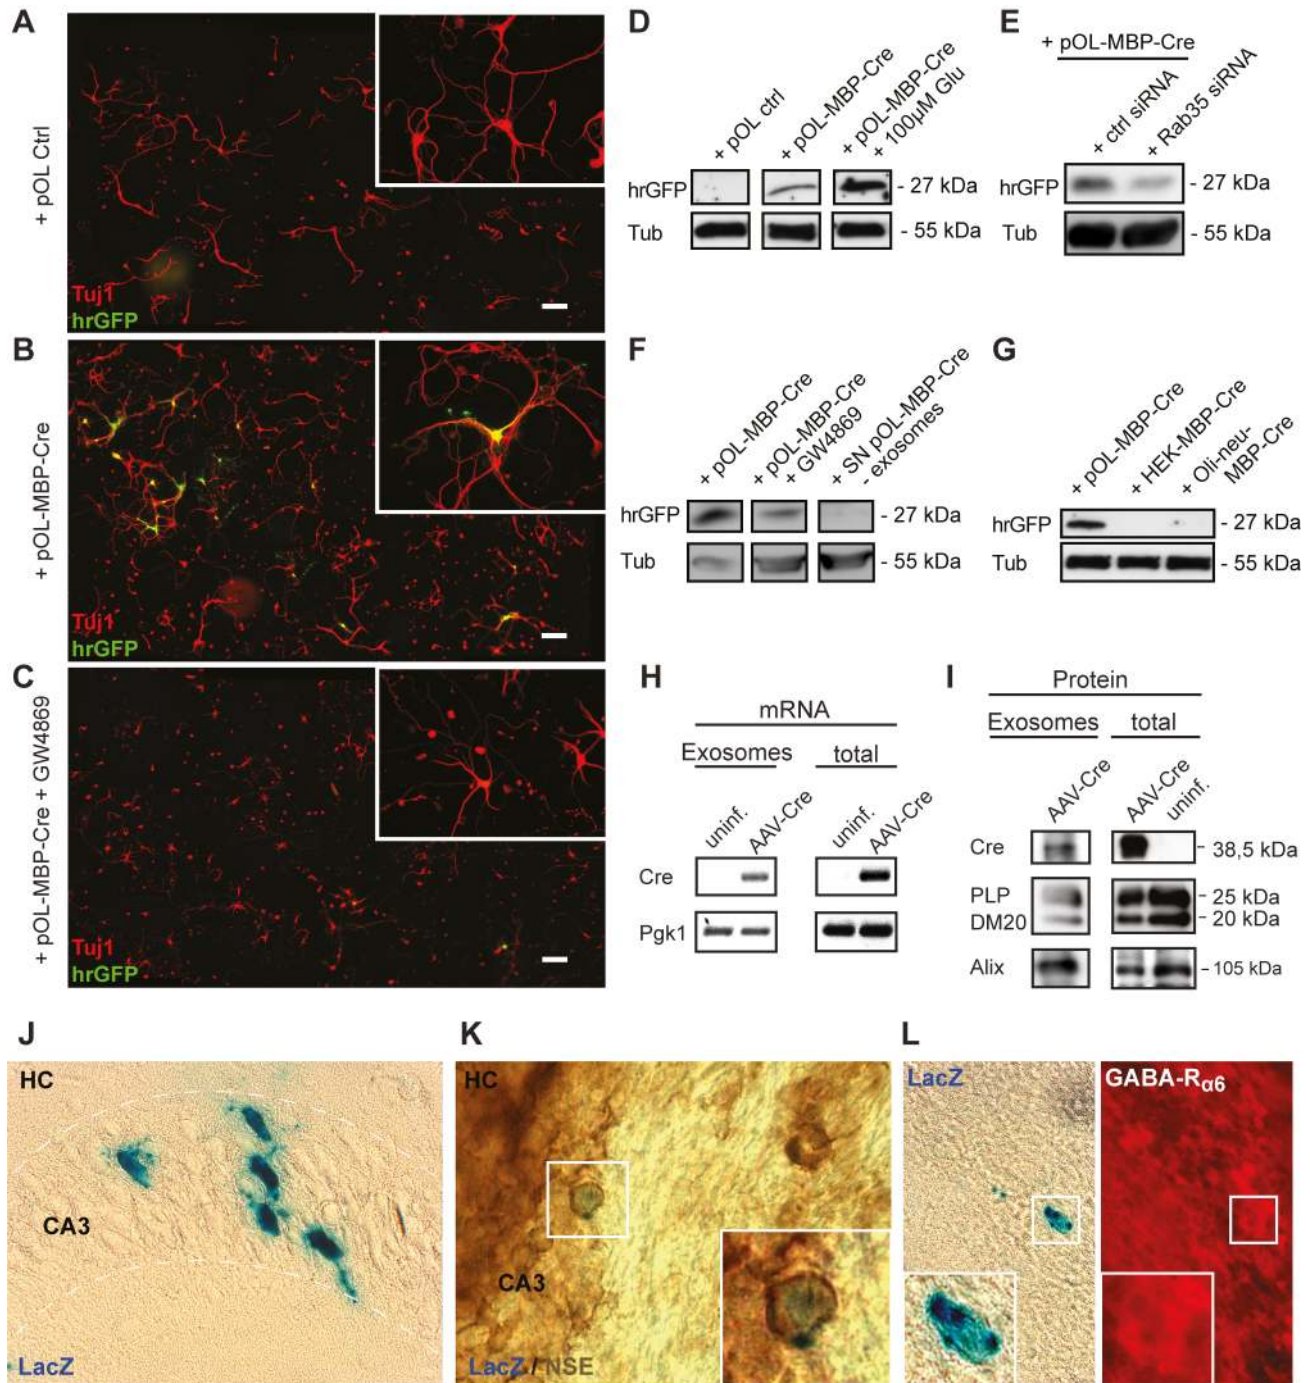 A
+ pOL Ctrl
Tuj1
hrGFP
B
+ pOL-MBP-Cre
Tuj1
hrGFP
C
+ pOL-MBP-Cre + GW4869
Tuj1
hrGFP
D
+ pOL ctrl
+ pOL-MBP-Cre
+ pOL-MBP-Cre
+ 100µM Glu
hrGFP
- 27 kDa
Tub
- 55 kDa
E
+ pOL-MBP-Cre
+ ctrl siRNA
+ Rab35 siRNA
- 27 kDa
hrGFP
Tub
- 55 kDa
F
+ pOL-MBP-Cre
+ pOL-MBP-Cre
+ GW4869
+ SN pOL-MBP-Cre
- exosomes
hrGFP
- 27 kDa
Tub
- 55 kDa
G
+ pOL-MBP-Cre
+ HEK-MBP-Cre
+ Oli-neu-
MBP-Cre
hrGFP
- 27 kDa
Tub
- 55 kDa
H
mRNA
Exosomes
total
uninf.
AAV-Cre
uninf.
AAV-Cre
Cre
Pgk1
I
Protein
Exosomes
total
AAV-Cre
AAV-Cre
uninf.
Cre
- 38,5 kDa
PLP
- 25 kDa
DM20
- 20 kDa
Alix
- 105 kDa
J
HC
CA3
LacZ
K
HC
CA3
LacZ / NSE
L
LacZ
GABA-Rα6